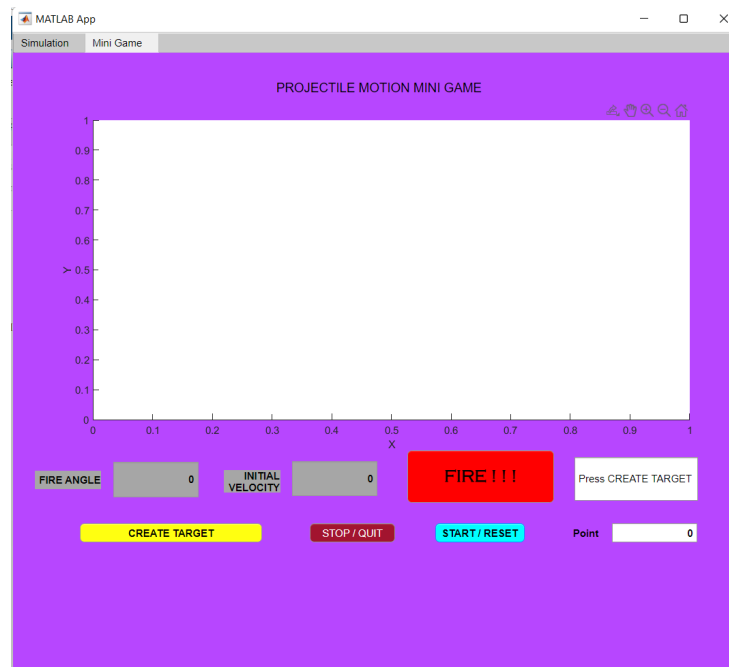 MATLAB App
Simulation
Mini Game
PROJECTILE MOTION MINI GAME
1
0.9
0.8
0.7
0.6
Y
0.5
0.4
0.3
0.2
0.1
0
0 0.1 0.2 0.3 0.4 0.5 0.6 0.7 0.8 0.9 1
X
FIRE ANGLE
0
INITIAL
VELOCITY
0
FIRE ! ! !
Press CREATE TARGET
CREATE TARGET
STOP / QUIT
START / RESET
Point
0